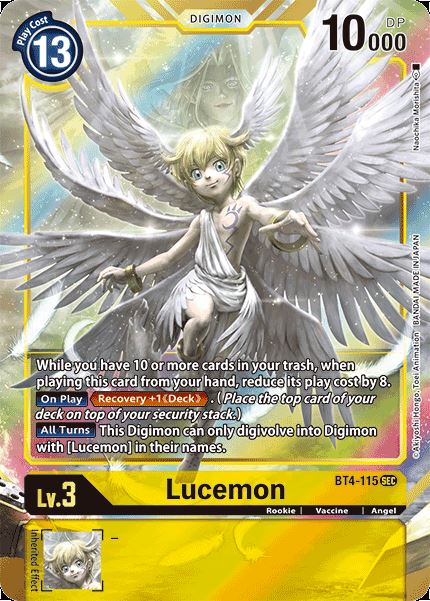 Play Cost
13
DIGIMON
10000
DP
Naochika Morishita
While you have 10 or more cards in your trash, when
playing this card from your hand, reduce its play cost by 8.
On Play Recovery +1《Deck》. (Place the top card of your
deck on top of your security stack.)
All Turns This Digimon can only digivolve into Digimon
with [Lucemon] in their names.
©Akiyoshi Hongo, Toei Animation BANDAI, MADE IN JAPAN
BT4-115 SEC
Lv.3
Lucemon
Rookie | Vaccine | Angel
Inherited Effect
–